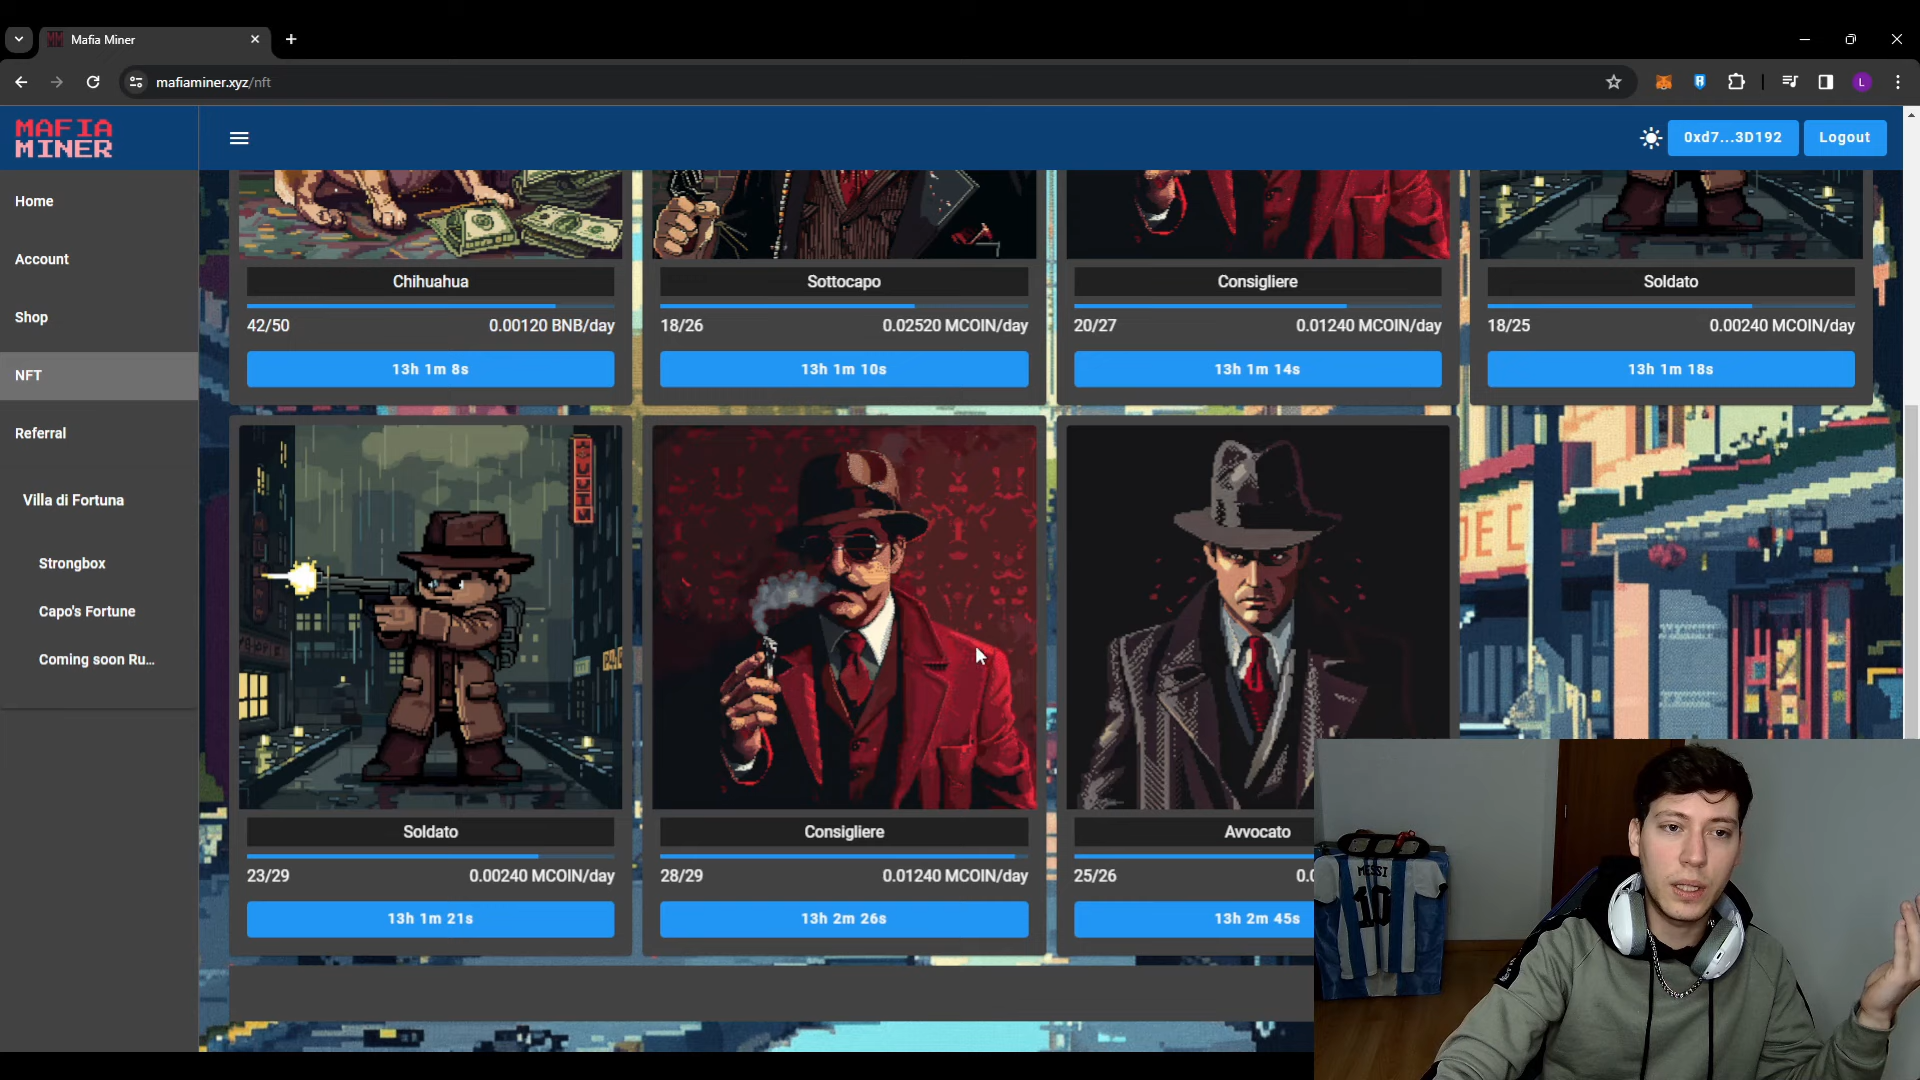 Mafia Miner
mafiaminer.xyz/nft
L
MAFIA
MINER
0xd7...3D192
Logout
Home
Account
Shop
NFT
Referral
Villa di Fortuna
Strongbox
Capo's Fortune
Coming soon Ru...
Chihuahua
42/50
0.00120 BNB/day
13h 1m 8s
Sottocapo
18/26
0.02520 MCOIN/day
13h 1m 10s
Consigliere
20/27
0.01240 MCOIN/day
13h 1m 14s
Soldato
18/25
0.00240 MCOIN/day
13h 1m 18s
Soldato
23/29
0.00240 MCOIN/day
13h 1m 21s
Consigliere
28/29
0.01240 MCOIN/day
13h 2m 26s
Avvocato
25/26
13h 2m 45s
MESSI
10